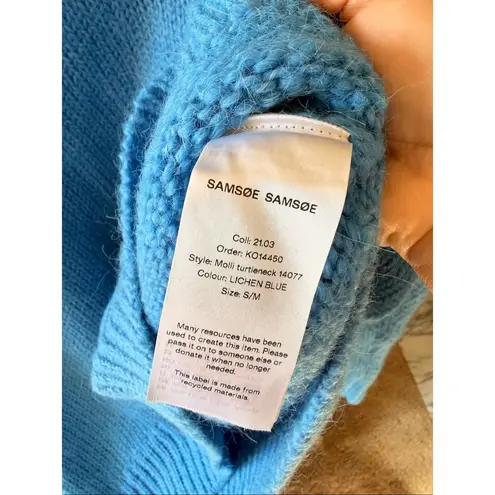 SAMSØE SAMSØE
Coll: 21.03
Order: KO14450
Style: Molli turtleneck 14077
Colour: LICHEN BLUE
Size: S/M
Many resources have been
used to create this item. Please
pass it on to someone else or
donate it when no longer
needed.
This label is made from
recycled materials.